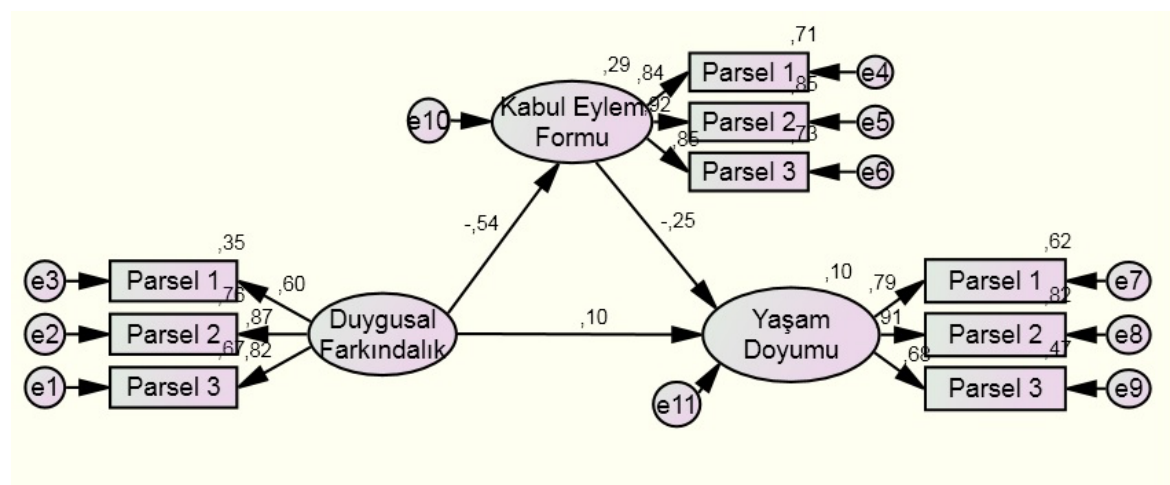 ,71
,29
,84
Parsel 1
e4
,85
Kabul Eylem
Formu
e10
,92
Parsel 2
e5
,73
,85
Parsel 3
e6
-,54
-,25
,35
e3
Parsel 1
,60
,76
e2
Parsel 2
,87
Duygusal
Farkındalık
,67
,82
e1
Parsel 3
,10
,10
Yaşam
Doyumu
e11
,62
,79
Parsel 1
e7
,82
,91
Parsel 2
e8
,47
,68
Parsel 3
e9